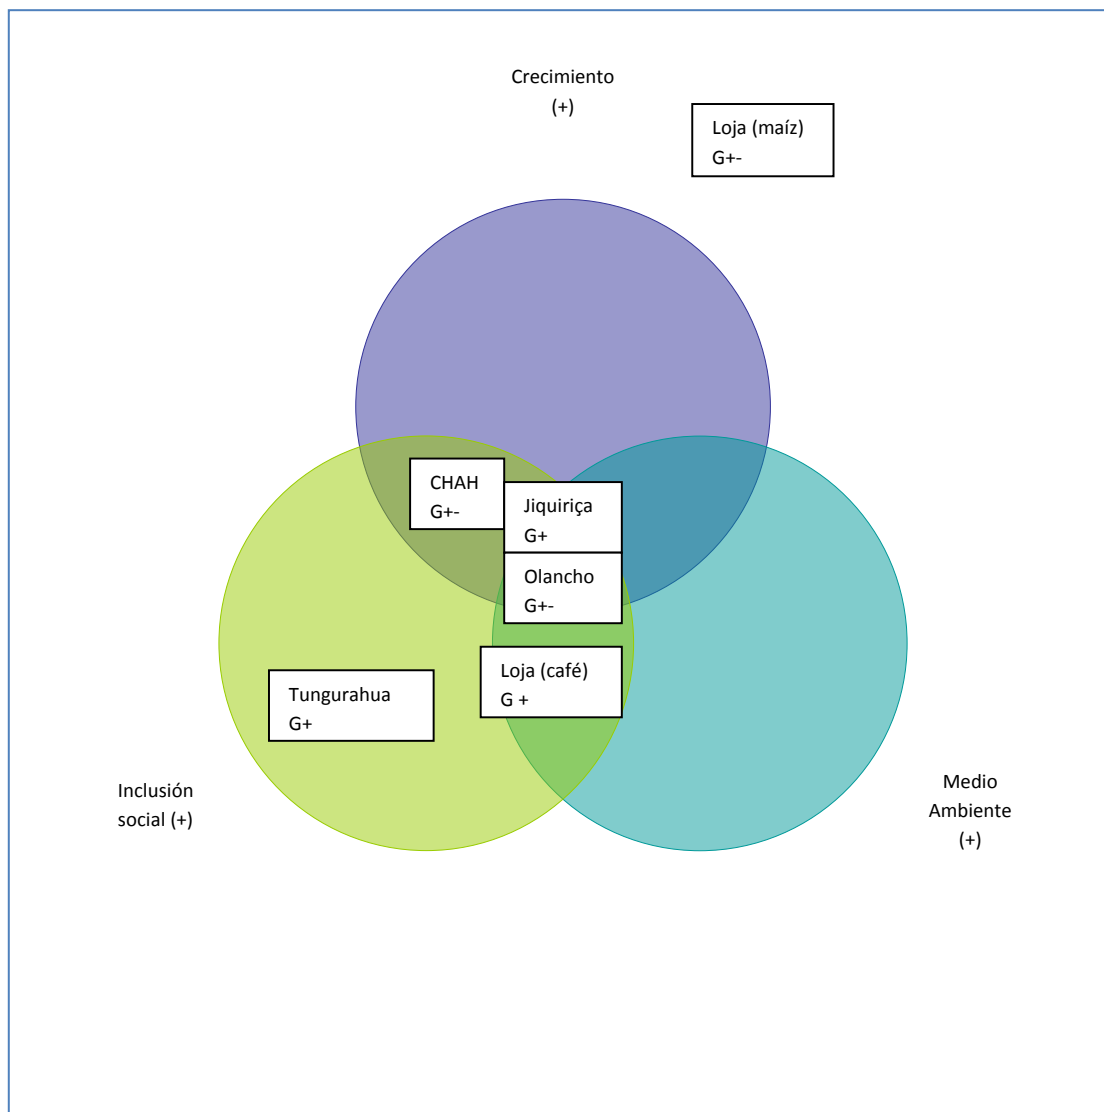 Crecimiento
(+)
Loja (maíz)
G+-
CHAH
G+-
Jiquiriça
G+
Olancho
G+-
Loja (café)
G +
Tungurahua
G+
Inclusión
social (+)
Medio
Ambiente
(+)